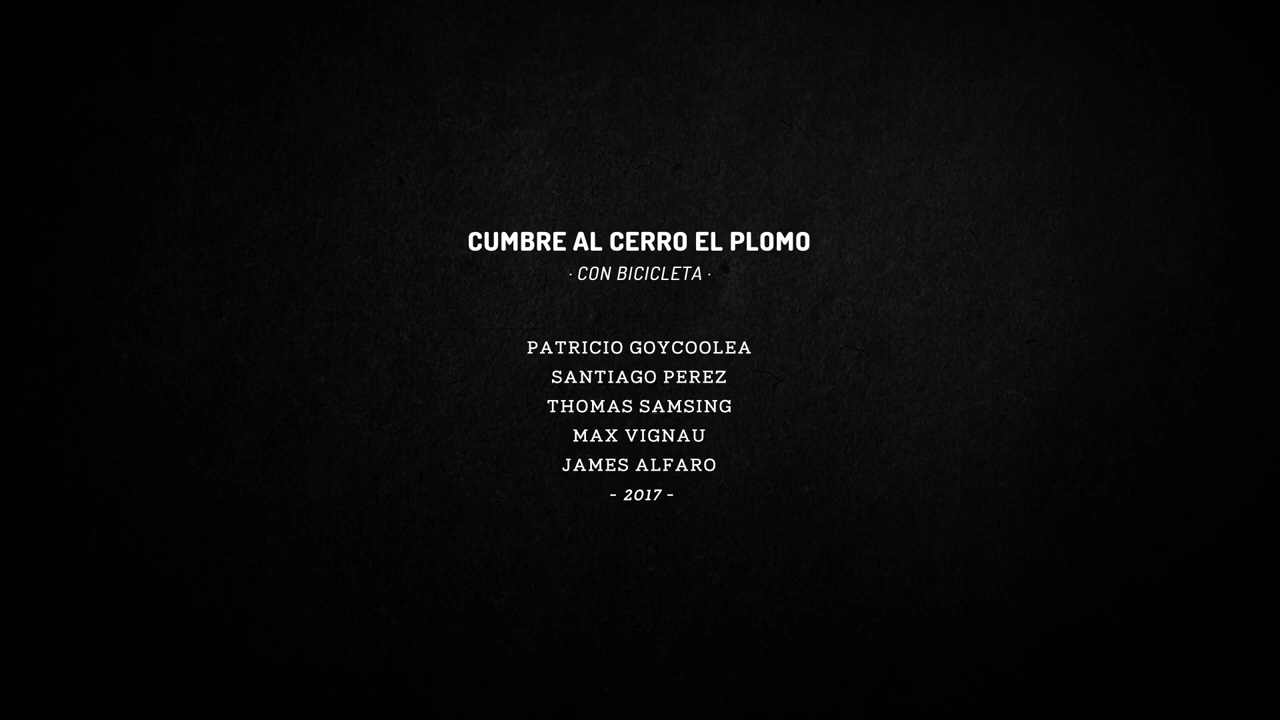 CUMBRE AL CERRO EL PLOMO
· CON BICICLETA ·
PATRICIO GOYCOOLEA
SANTIAGO PEREZ
THOMAS SAMSING
MAX VIGNAU
JAMES ALFARO
- 2017 -